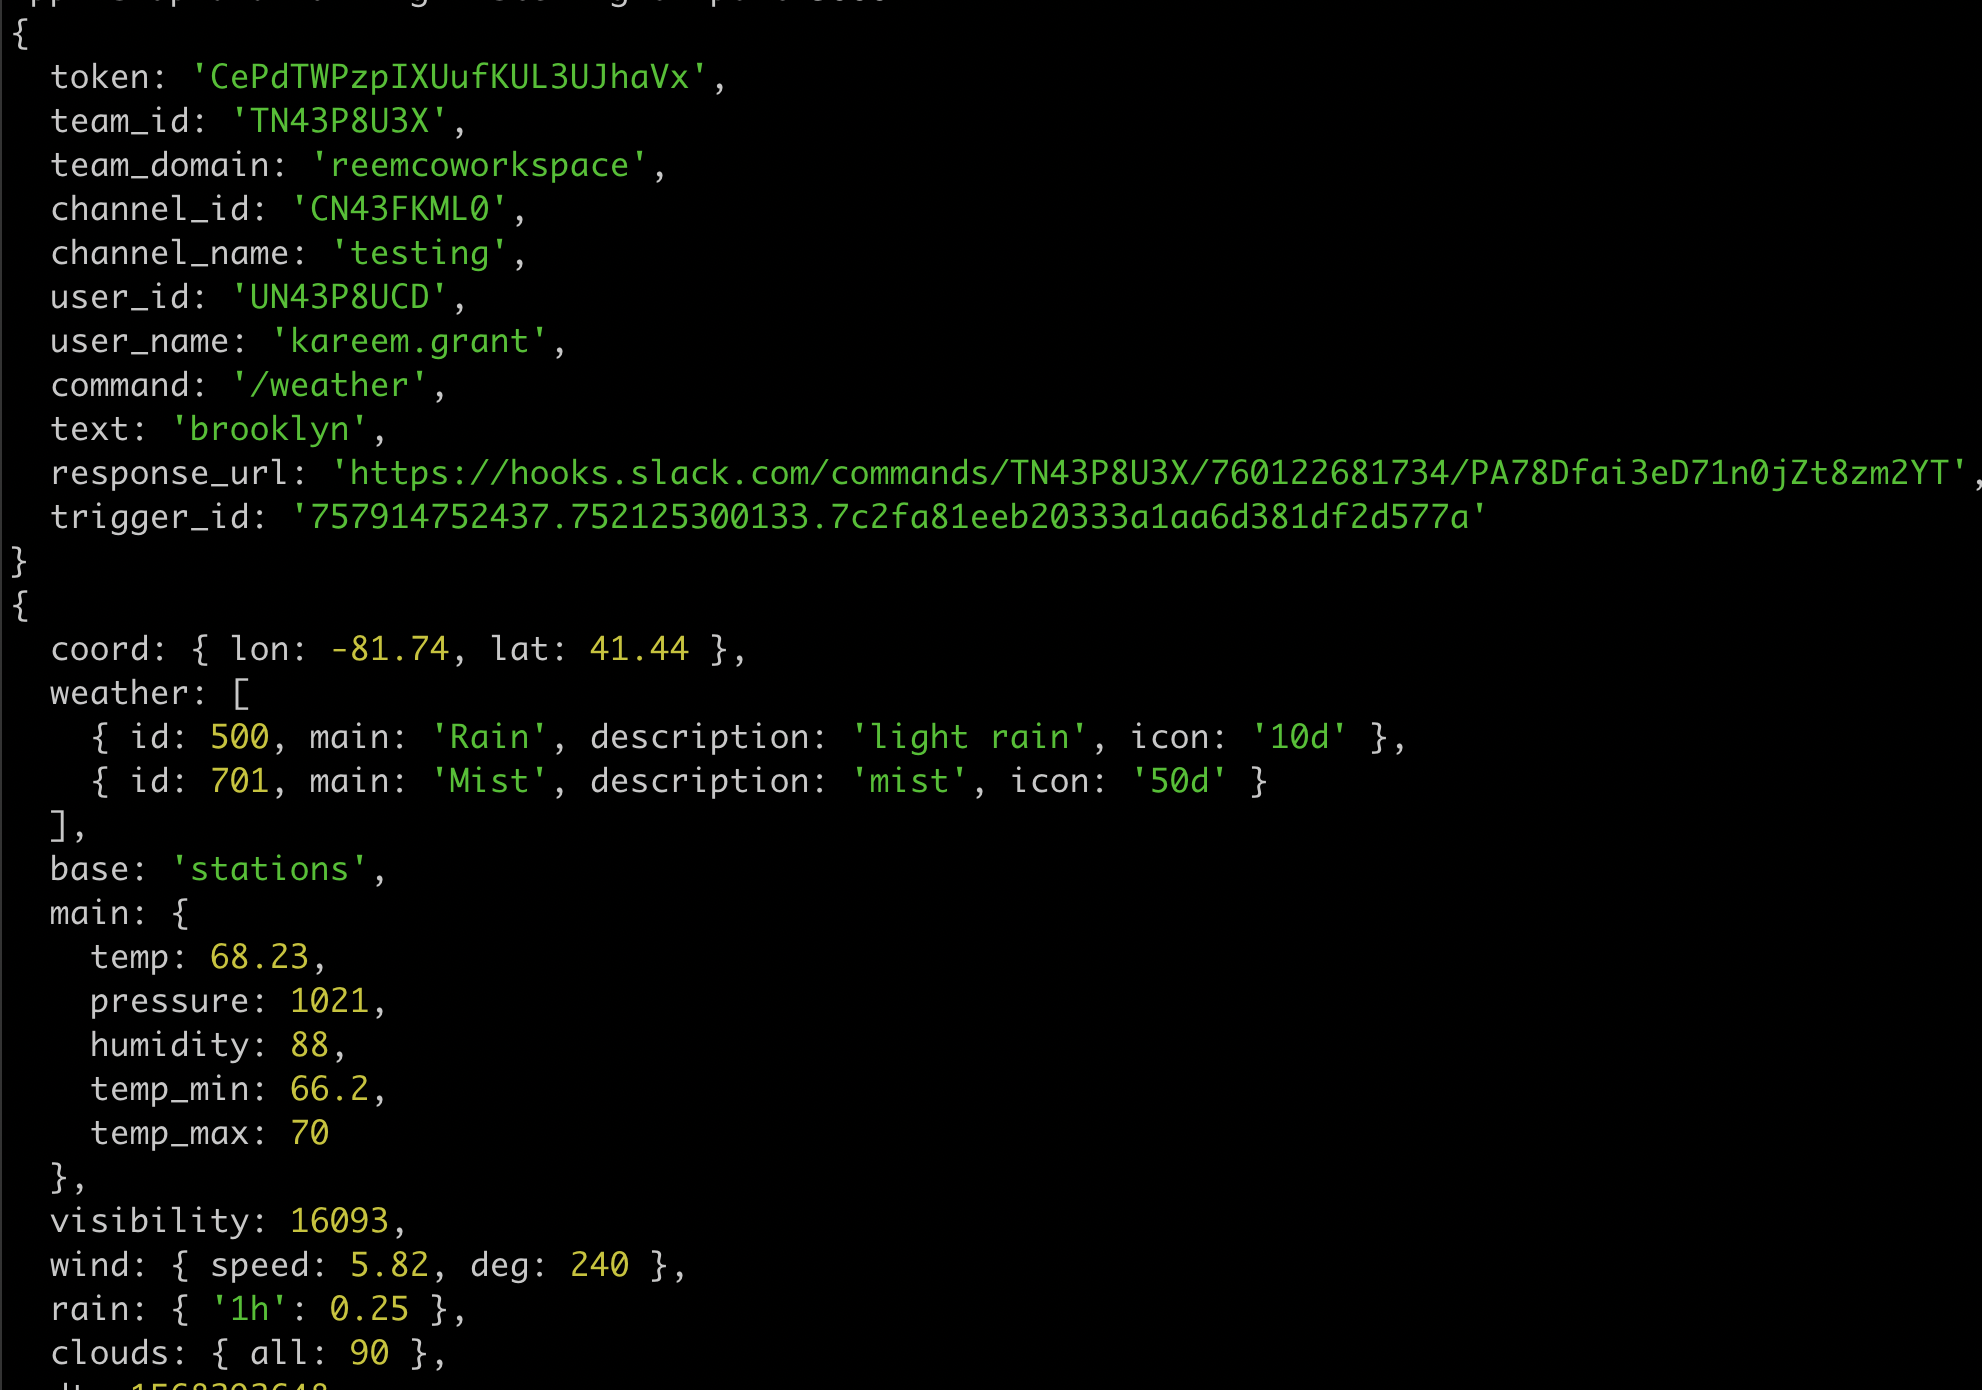 {
  token: 'CePdTWPzpIXUufKUL3UJhaVx',
  team_id: 'TN43P8U3X',
  team_domain: 'reemcoworkspace',
  channel_id: 'CN43FKML0',
  channel_name: 'testing',
  user_id: 'UN43P8UCD',
  user_name: 'kareem.grant',
  command: '/weather',
  text: 'brooklyn',
  response_url: 'https://hooks.slack.com/commands/TN43P8U3X/760122681734/PA78Dfai3eD71n0jZt8zm2YT',
  trigger_id: '757914752437.752125300133.7c2fa81eeb20333a1aa6d381df2d577a'
}
{
  coord: { lon: -81.74, lat: 41.44 },
  weather: [
    { id: 500, main: 'Rain', description: 'light rain', icon: '10d' },
    { id: 701, main: 'Mist', description: 'mist', icon: '50d' }
  ],
  base: 'stations',
  main: {
    temp: 68.23,
    pressure: 1021,
    humidity: 88,
    temp_min: 66.2,
    temp_max: 70
  },
  visibility: 16093,
  wind: { speed: 5.82, deg: 240 },
  rain: { '1h': 0.25 },
  clouds: { all: 90 },